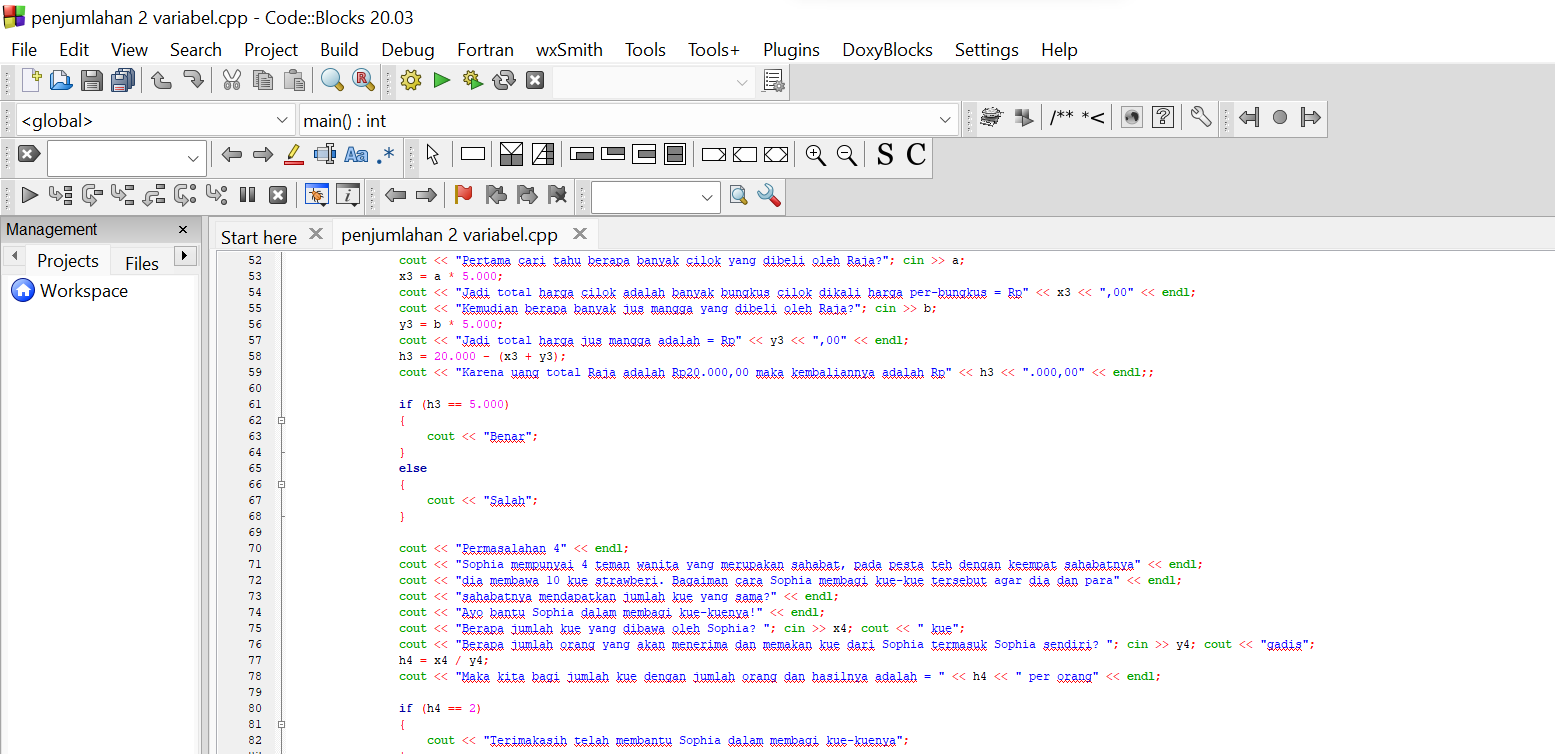 penjumlahan 2 variabel.cpp - Code::Blocks 20.03
File Edit View Search Project Build Debug Fortran wxSmith Tools Tools+ Plugins DoxyBlocks Settings Help
<global> main() : int /** *<
Aa .* S C
Management
Projects Files
Workspace
Start here penjumlahan 2 variabel.cpp
52 cout << "Pertama cari tahu berapa banyak cilok yang dibeli oleh Raja?"; cin >> a;
53 x3 = a * 5.000;
54 cout << "Jadi total harga cilok adalah banyak bungkus cilok dikali harga per-bungkus = Rp" << x3 << ",00" << endl;
55 cout << "Kemudian berapa banyak jus mangga yang dibeli oleh Raja?"; cin >> b;
56 y3 = b * 5.000;
57 cout << "Jadi total harga jus mangga adalah = Rp" << y3 << ",00" << endl;
58 h3 = 20.000 - (x3 + y3);
59 cout << "Karena uang total Raja adalah Rp20.000,00 maka kembaliannya adalah Rp" << h3 << ".000,00" << endl;;
60
61 if (h3 == 5.000)
62 {
63 cout << "Benar";
64 }
65 else
66 {
67 cout << "Salah";
68 }
69
70 cout << "Permasalahan 4" << endl;
71 cout << "Sophia mempunyai 4 teman wanita yang merupakan sahabat, pada pesta teh dengan keempat sahabatnya" << endl;
72 cout << "dia membawa 10 kue strawberi. Bagaiman cara Sophia membagi kue-kue tersebut agar dia dan para" << endl;
73 cout << "sahabatnya mendapatkan jumlah kue yang sama?" << endl;
74 cout << "Ayo bantu Sophia dalam membagi kue-kuenya!" << endl;
75 cout << "Berapa jumlah kue yang dibawa oleh Sophia? "; cin >> x4; cout << " kue";
76 cout << "Berapa jumlah orang yang akan menerima dan memakan kue dari Sophia termasuk Sophia sendiri? "; cin >> y4; cout << "gadis";
77 h4 = x4 / y4;
78 cout << "Maka kita bagi jumlah kue dengan jumlah orang dan hasilnya adalah = " << h4 << " per orang" << endl;
79
80 if (h4 == 2)
81 {
82 cout << "Terimakasih telah membantu Sophia dalam membagi kue-kuenya";